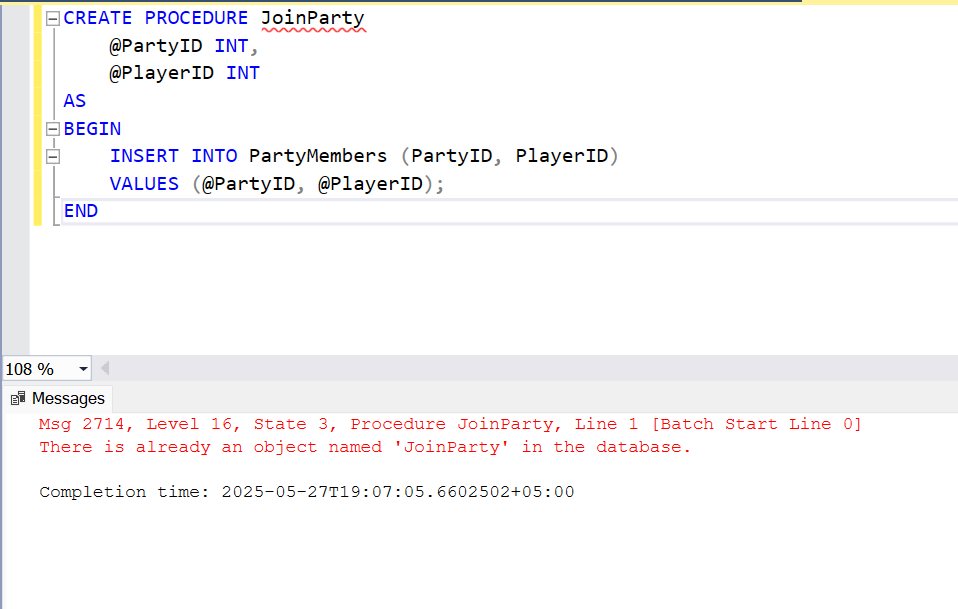 CREATE PROCEDURE JoinParty
@PartyID INT,
@PlayerID INT
AS
BEGIN
INSERT INTO PartyMembers (PartyID, PlayerID)
VALUES (@PartyID, @PlayerID);
END
108 %
Messages
Msg 2714, Level 16, State 3, Procedure JoinParty, Line 1 [Batch Start Line 0]
There is already an object named 'JoinParty' in the database.
Completion time: 2025-05-27T19:07:05.6602502+05:00